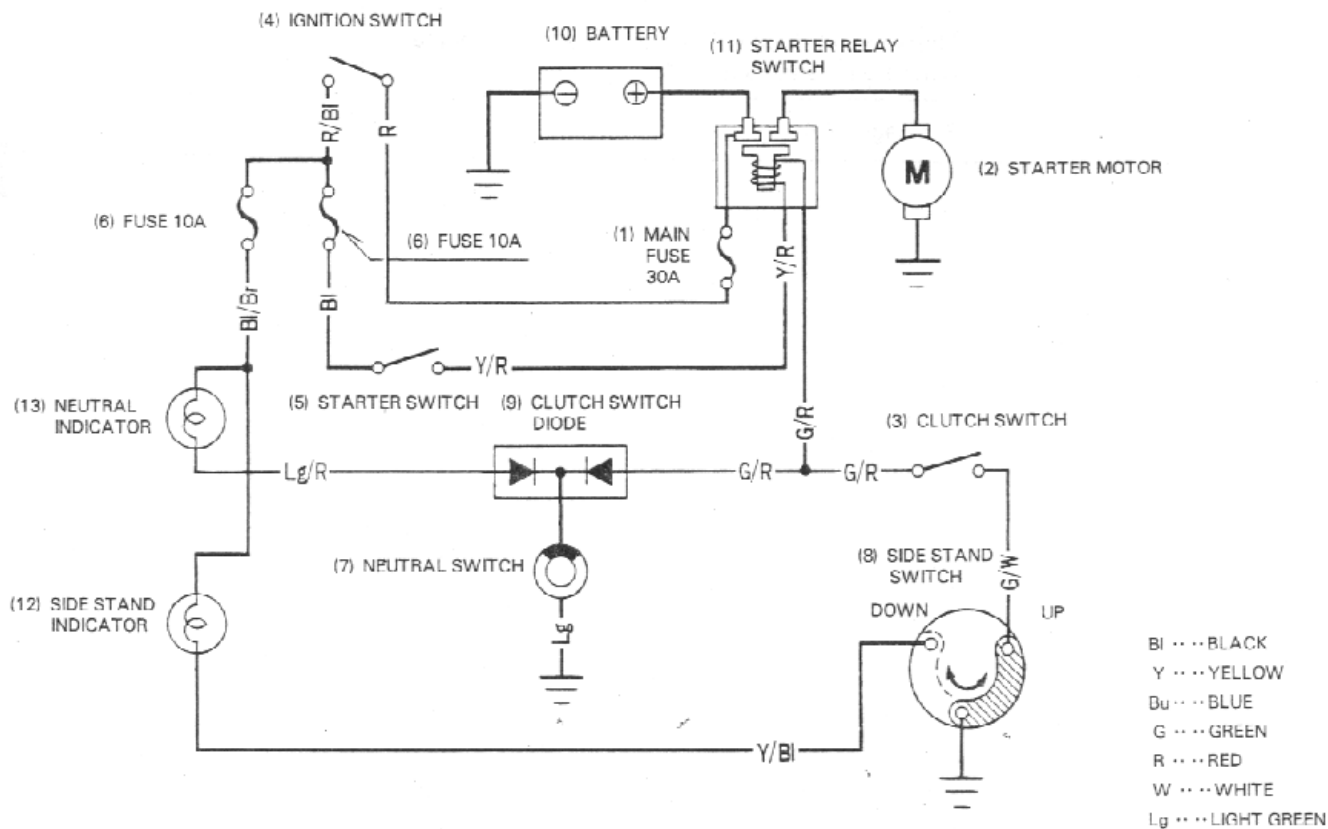 (4) IGNITION SWITCH
(10) BATTERY
(11) STARTER RELAY
SWITCH
R/Bl
R
M
(2) STARTER MOTOR
(6) FUSE 10A
(6) FUSE 10A
(1) MAIN
FUSE
30A
Y/R
Bl/Br
Bl
Y/R
(13) NEUTRAL
INDICATOR
(5) STARTER SWITCH
(9) CLUTCH SWITCH
DIODE
G/R
(3) CLUTCH SWITCH
Lg/R
G/R
G/R
(7) NEUTRAL SWITCH
(8) SIDE STAND
SWITCH
G/W
(12) SIDE STAND
INDICATOR
DOWN
UP
Lg
Y/Bl
Bl ···· BLACK
Y ···· YELLOW
Bu ···· BLUE
G ···· GREEN
R ···· RED
W ···· WHITE
Lg ···· LIGHT GREEN